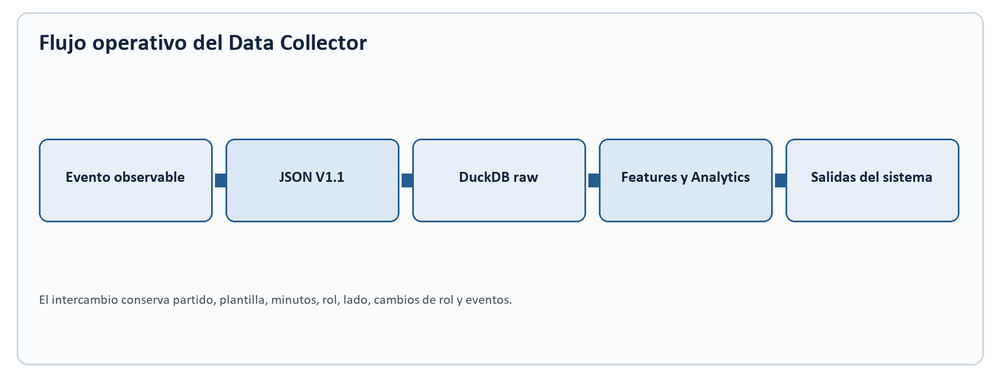 Flujo operativo del Data Collector
Evento observable
JSON V1.1
DuckDB raw
Features y Analytics
Salidas del sistema
El intercambio conserva partido, plantilla, minutos, rol, lado, cambios de rol y eventos.